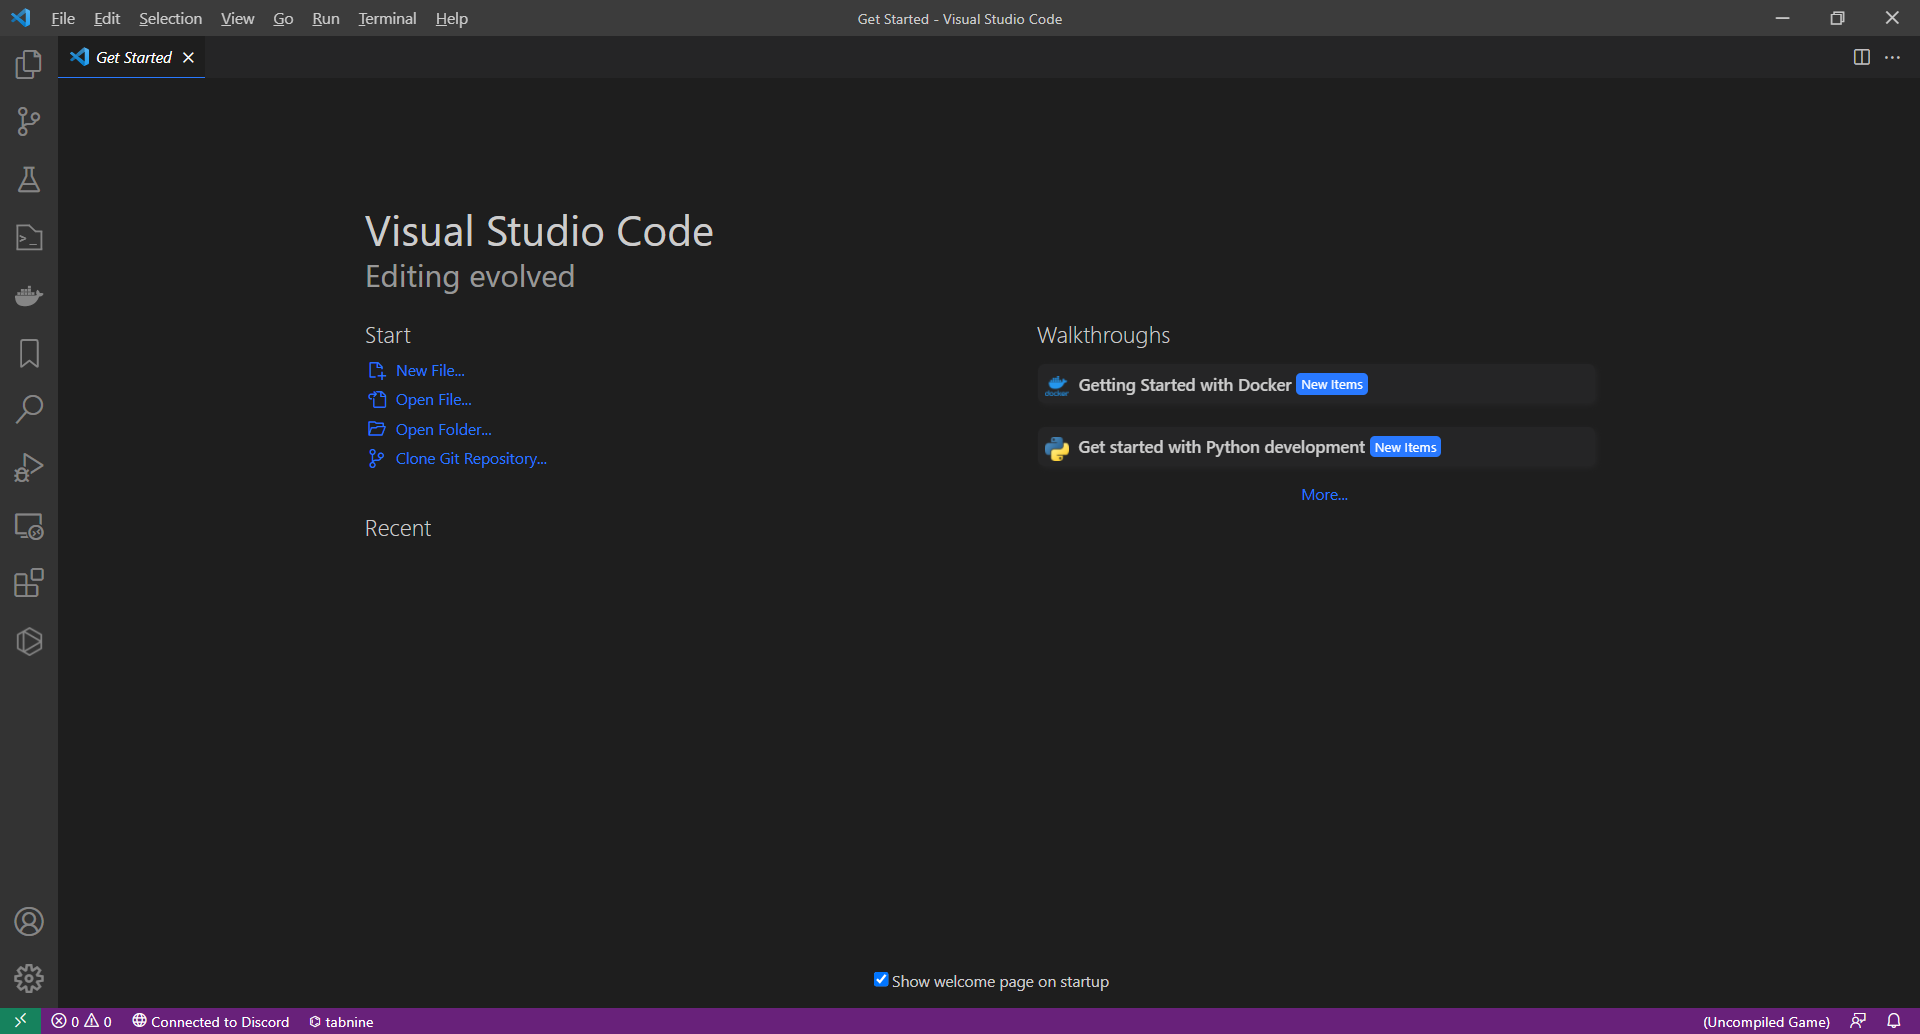 File Edit Selection View Go Run Terminal Help
Get Started - Visual Studio Code
Get Started
Visual Studio Code
Editing evolved
Start
New File...
Open File...
Open Folder...
Clone Git Repository...
Recent
Walkthroughs
docker
Getting Started with Docker New Items
Get started with Python development New Items
More...
Show welcome page on startup
0 0 Connected to Discord tabnine (Uncompiled Game)